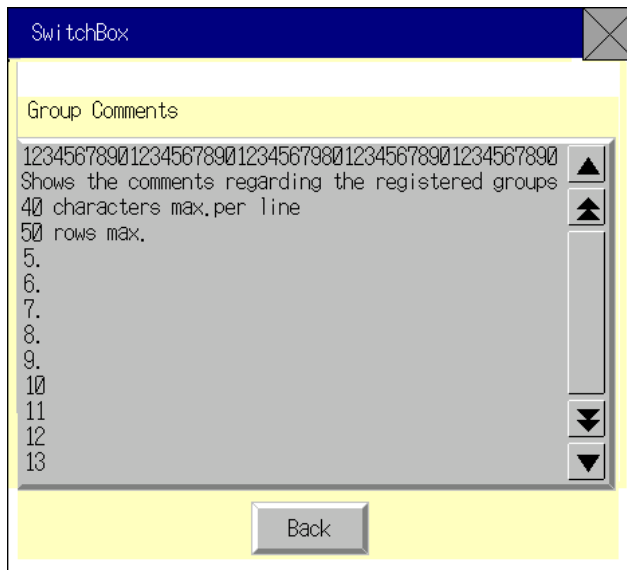 SwitchBox
Group Comments
12345678901234567890123456798012345678901234567890
Shows the comments regarding the registered groups
40 characters max.per line
50 rows max.
5.
6.
7.
8.
9.
10
11
12
13
Back